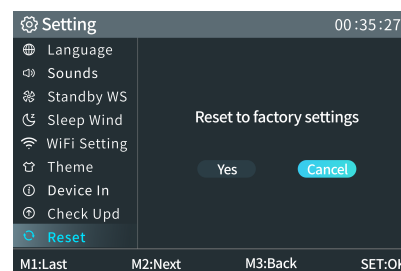 Setting 00:35:27
Language
Sounds
Standby WS
Sleep Wind
WiFi Setting
Theme
Device In
Check Upd
Reset
Reset to factory settings
Yes Cancel
M1:Last M2:Next M3:Back SET:OK